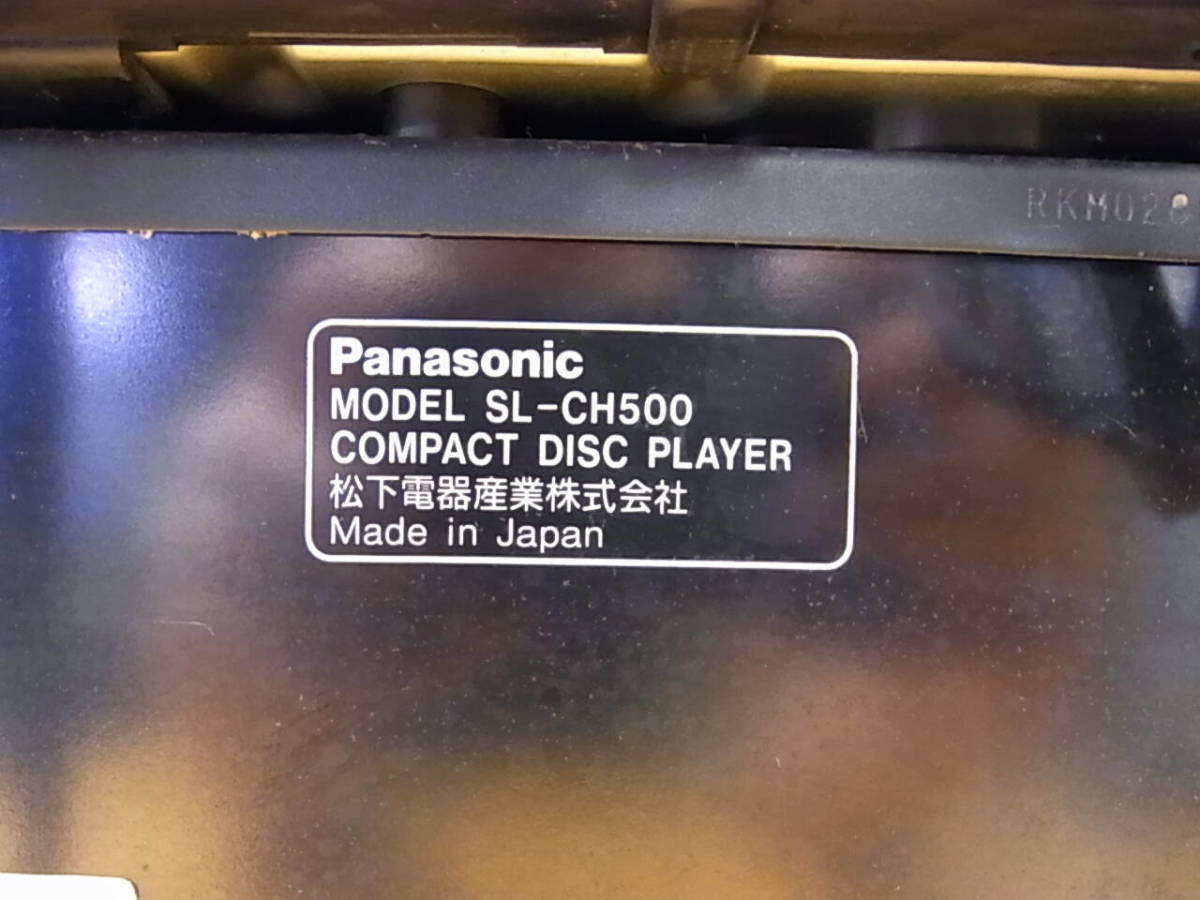 RKM028
Panasonic
MODEL SL-CH500
COMPACT DISC PLAYER
松下電器産業株式会社
Made in Japan